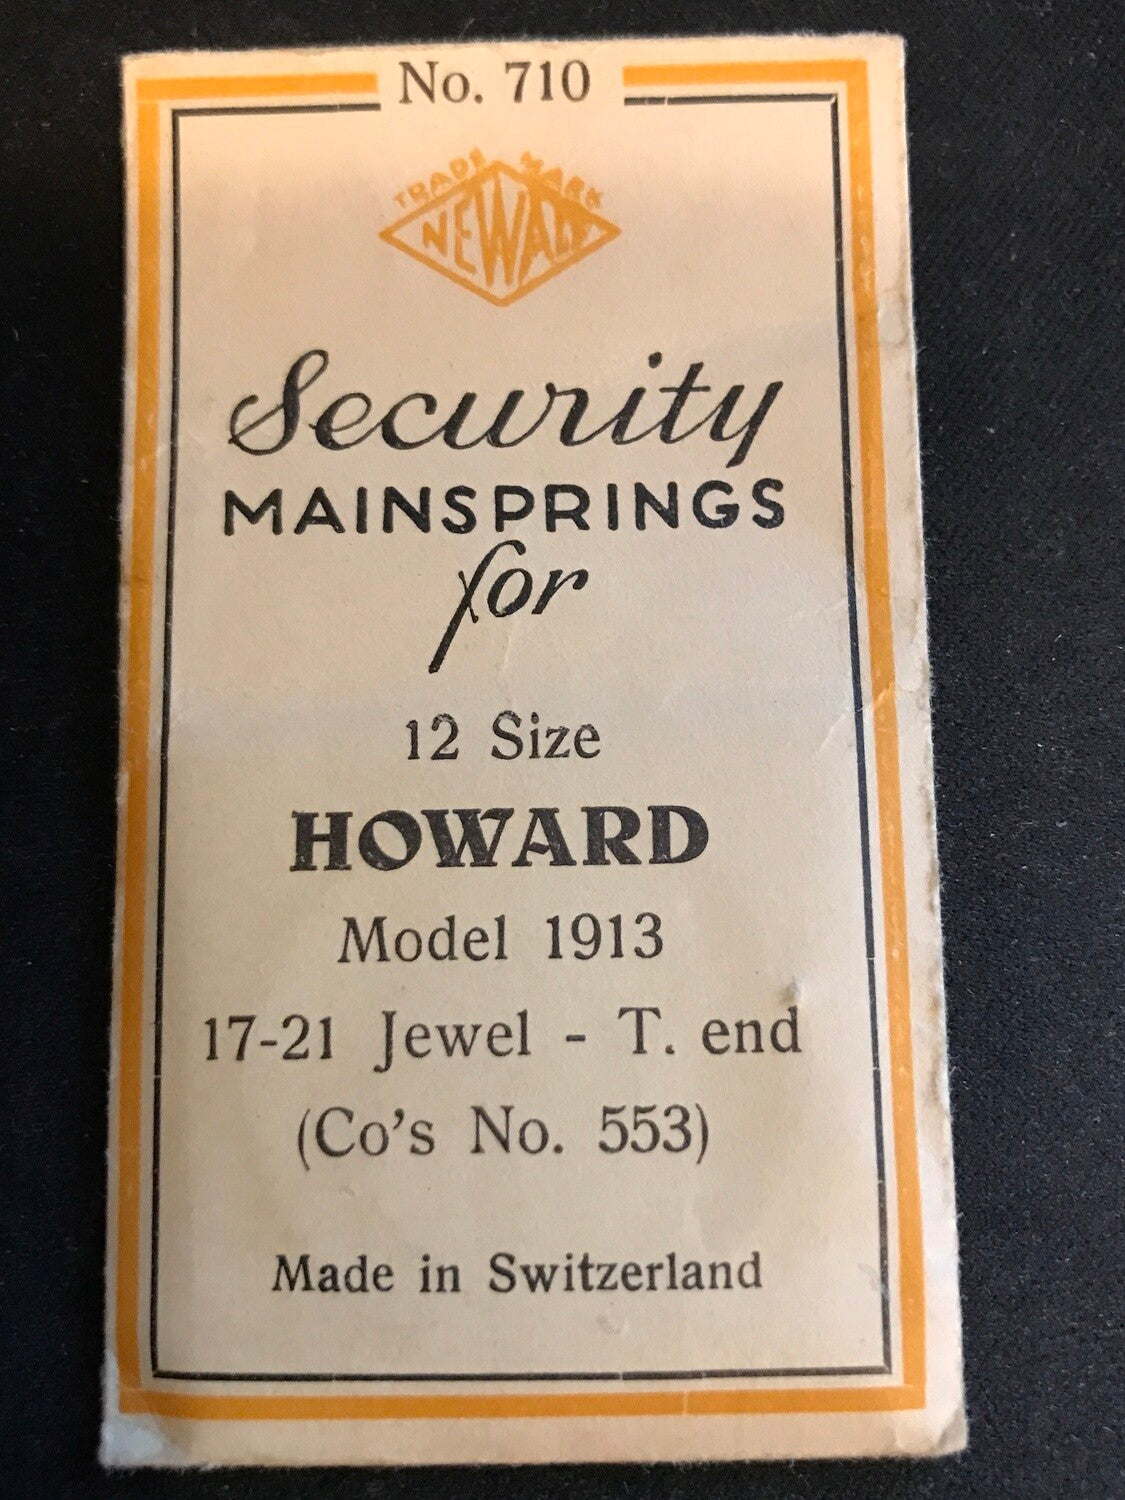 No. 710
TRADE MARK
NEWALL
Security
MAINSPRINGS
for
12 Size
HOWARD
Model 1913
17-21 Jewel - T. end
(Co's No. 553)
Made in Switzerland